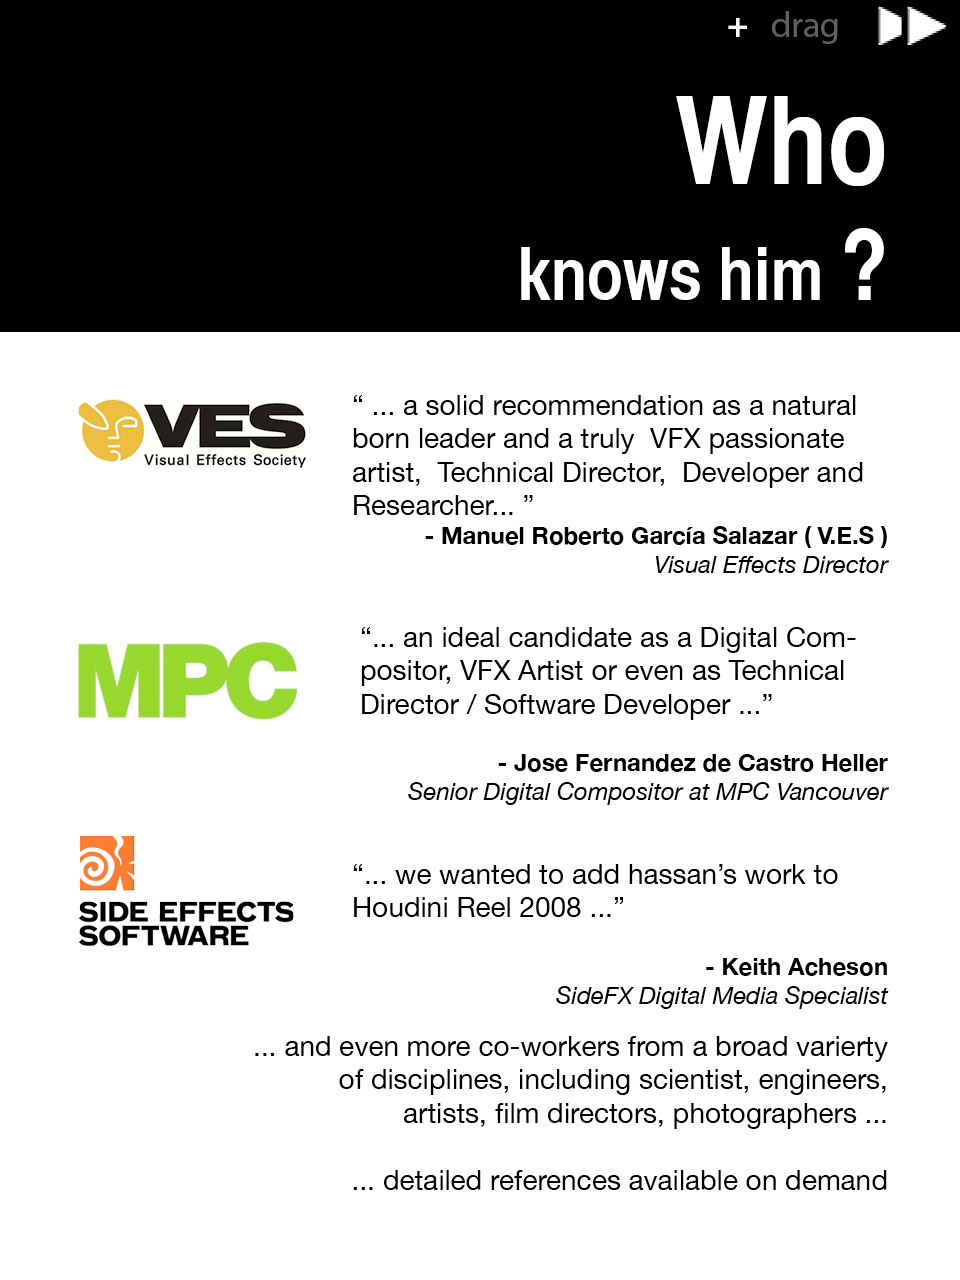 + drag
Who
knows him ?
VES
Visual Effects Society
“ ... a solid recommendation as a natural
born leader and a truly  VFX passionate
artist,  Technical Director,  Developer and
Researcher... ”
- Manuel Roberto García Salazar ( V.E.S )
Visual Effects Director
MPC
“... an ideal candidate as a Digital Com-
positor, VFX Artist or even as Technical
Director / Software Developer ...”
- Jose Fernandez de Castro Heller
Senior Digital Compositor at MPC Vancouver
SIDE EFFECTS
SOFTWARE
“... we wanted to add hassan’s work to
Houdini Reel 2008 ...”
- Keith Acheson
SideFX Digital Media Specialist
... and even more co-workers from a broad varierty
of disciplines, including scientist, engineers,
artists, film directors, photographers ...
... detailed references available on demand